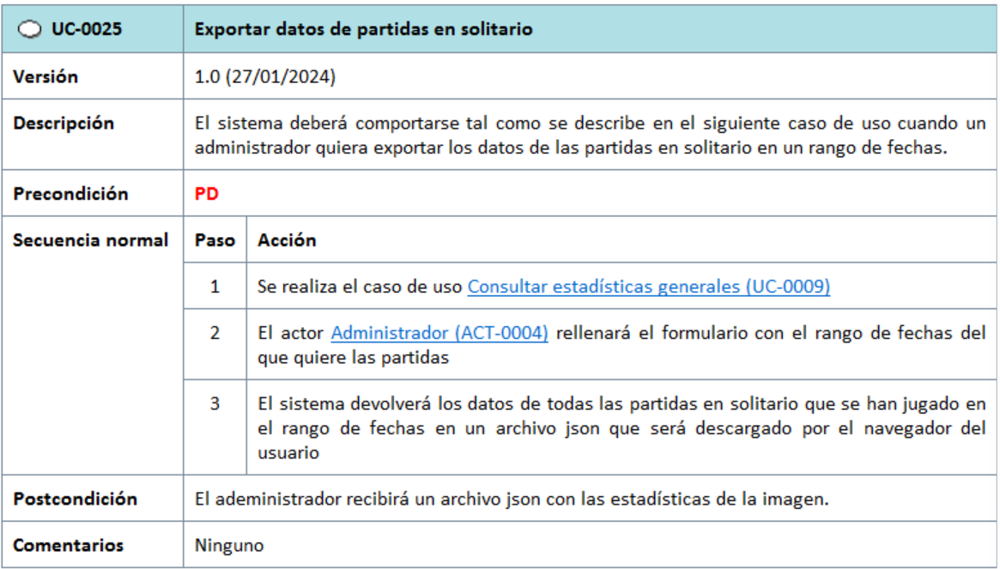 UC-0025 Exportar datos de partidas en solitario
Versión 1.0 (27/01/2024)
Descripción El sistema deberá comportarse tal como se describe en el siguiente caso de uso cuando un
administrador quiera exportar los datos de las partidas en solitario en un rango de fechas.
Precondición PD
Secuencia normal Paso Acción
1 Se realiza el caso de uso Consultar estadísticas generales (UC-0009)
2 El actor Administrador (ACT-0004) rellenará el formulario con el rango de fechas del
que quiere las partidas
3 El sistema devolverá los datos de todas las partidas en solitario que se han jugado en
el rango de fechas en un archivo json que será descargado por el navegador del
usuario
Postcondición El adeministrador recibirá un archivo json con las estadísticas de la imagen.
Comentarios Ninguno